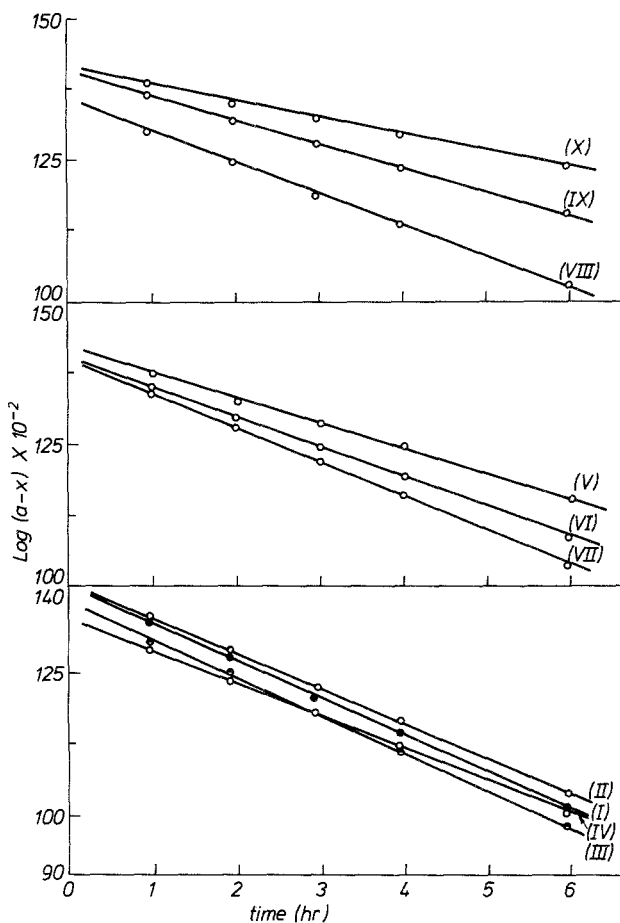 150
125
100
(X)
(IX)
(VIII)
150
125
100
(V)
(VI)
(VII)
Log (a-x) X 10⁻²
140
125
100
90
(II)
(I)
(IV)
(III)
0 1 2 3 4 5 6
time (hr)